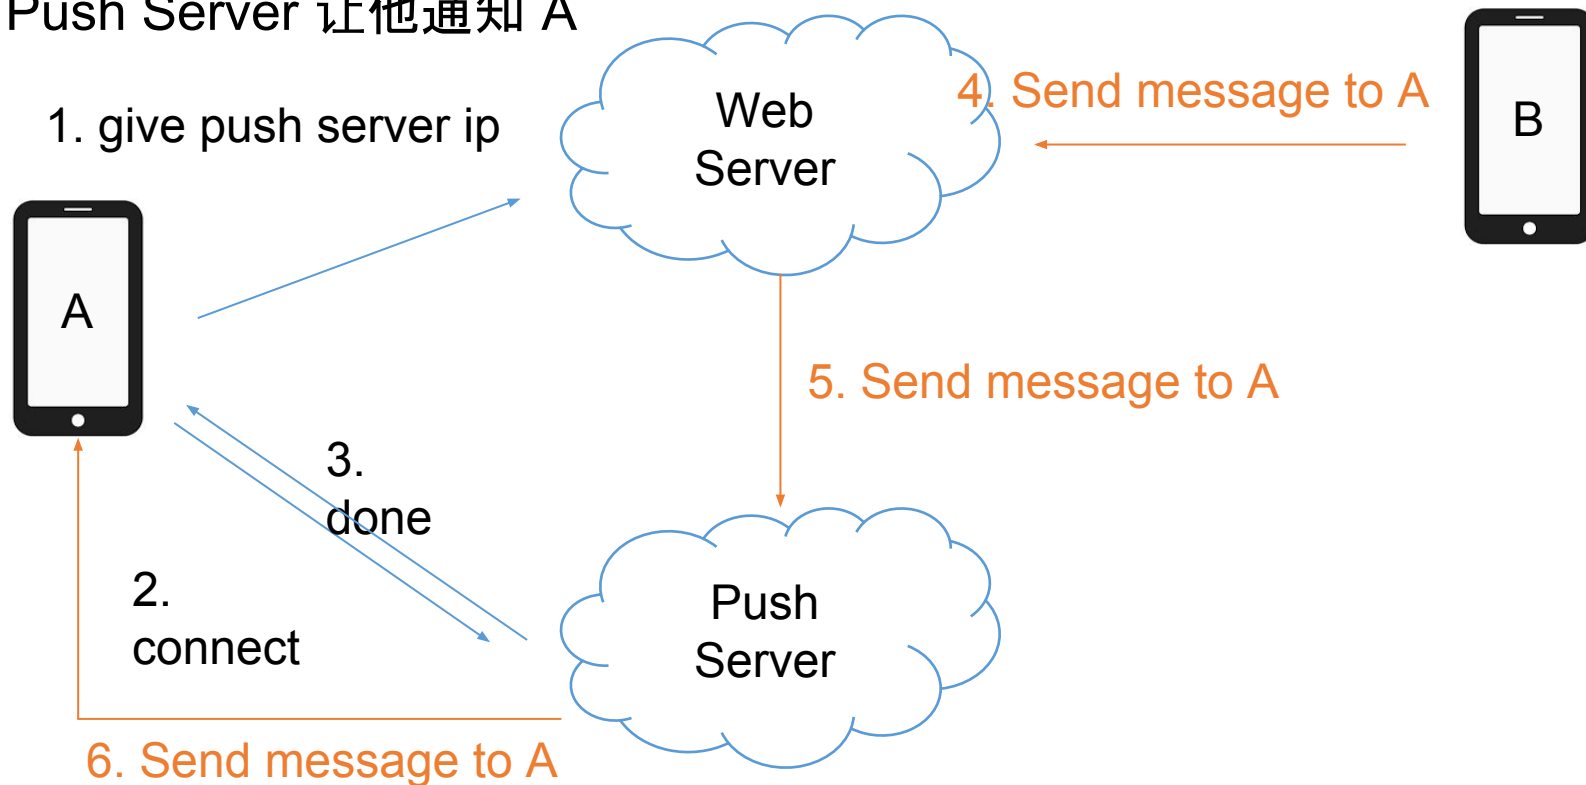 Push Server 让他通知 A
1. give push server ip
Web
Server
4. Send message to A
B
A
5. Send message to A
3.
done
2.
connect
Push
Server
6. Send message to A